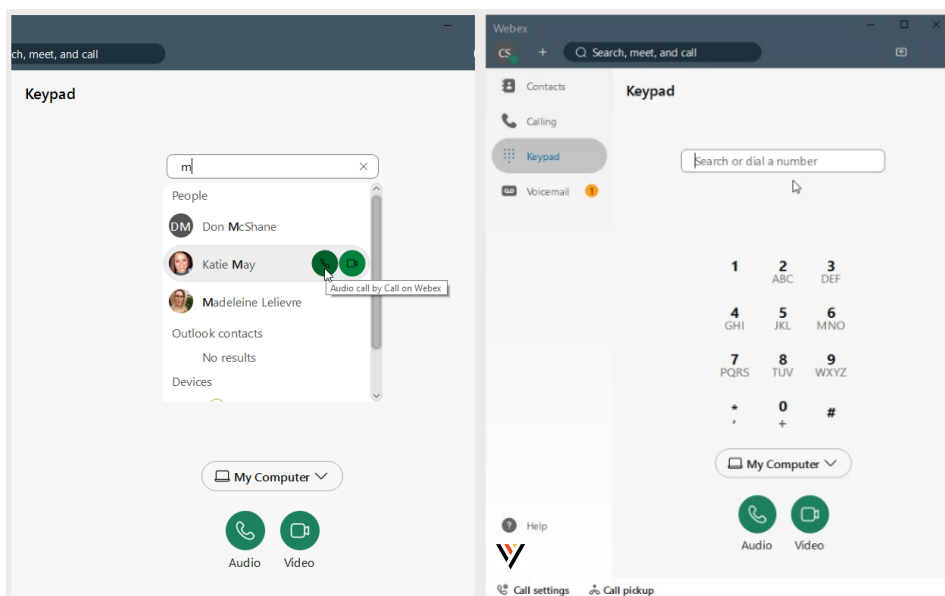 ch, meet, and call
Keypad
m
People
DM Don McShane
Katie May
Audio call by Call on Webex
Madeleine Lelievre
Outlook contacts
No results
Devices
My Computer
Audio Video
Webex
CS + Search, meet, and call
Contacts
Calling
Keypad
Voicemail 1
Help
Keypad
Search or dial a number
1 2 3
ABC DEF
4 5 6
GHI JKL MNO
7 8 9
PQRS TUV WXYZ
* 0 #
, +
My Computer
Audio Video
Call settings Call pickup